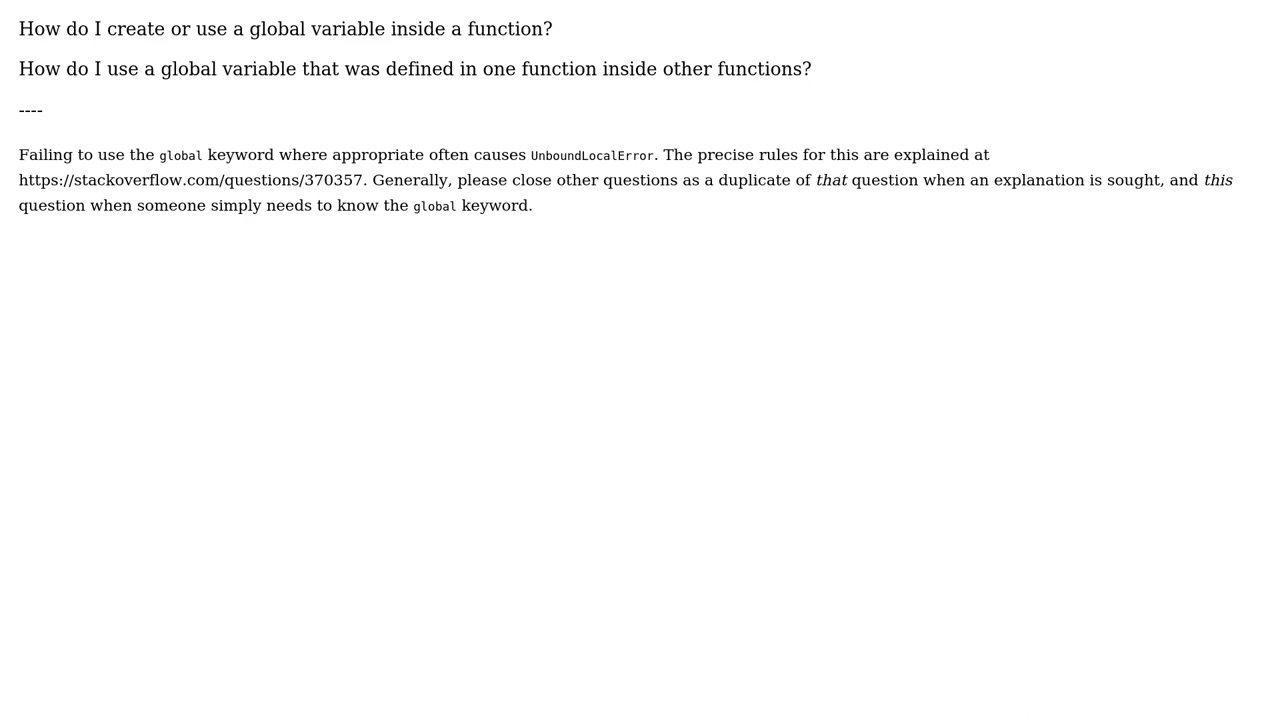 How do I create or use a global variable inside a function?
How do I use a global variable that was defined in one function inside other functions?
----
Failing to use the global keyword where appropriate often causes UnboundLocalError. The precise rules for this are explained at
https://stackoverflow.com/questions/370357. Generally, please close other questions as a duplicate of that question when an explanation is sought, and this
question when someone simply needs to know the global keyword.